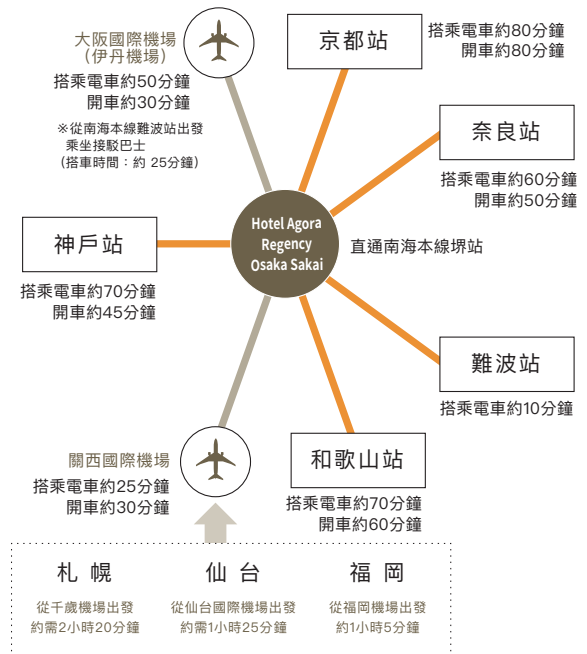 大阪國際機場
(伊丹機場)
搭乘電車約50分鐘
開車約30分鐘
※從南海本線難波站出發
乘坐接駁巴士
(搭車時間：約 25分鐘)
京都站
搭乘電車約80分鐘
開車約80分鐘
奈良站
搭乘電車約60分鐘
開車約50分鐘
Hotel Agora
Regency
Osaka Sakai
直通南海本線堺站
神戶站
搭乘電車約70分鐘
開車約45分鐘
難波站
搭乘電車約10分鐘
關西國際機場
搭乘電車約25分鐘
開車約30分鐘
和歌山站
搭乘電車約70分鐘
開車約60分鐘
札幌
從千歲機場出發
約需2小時20分鐘
仙台
從仙台國際機場出發
約需1小時25分鐘
福岡
從福岡機場出發
約1小時5分鐘